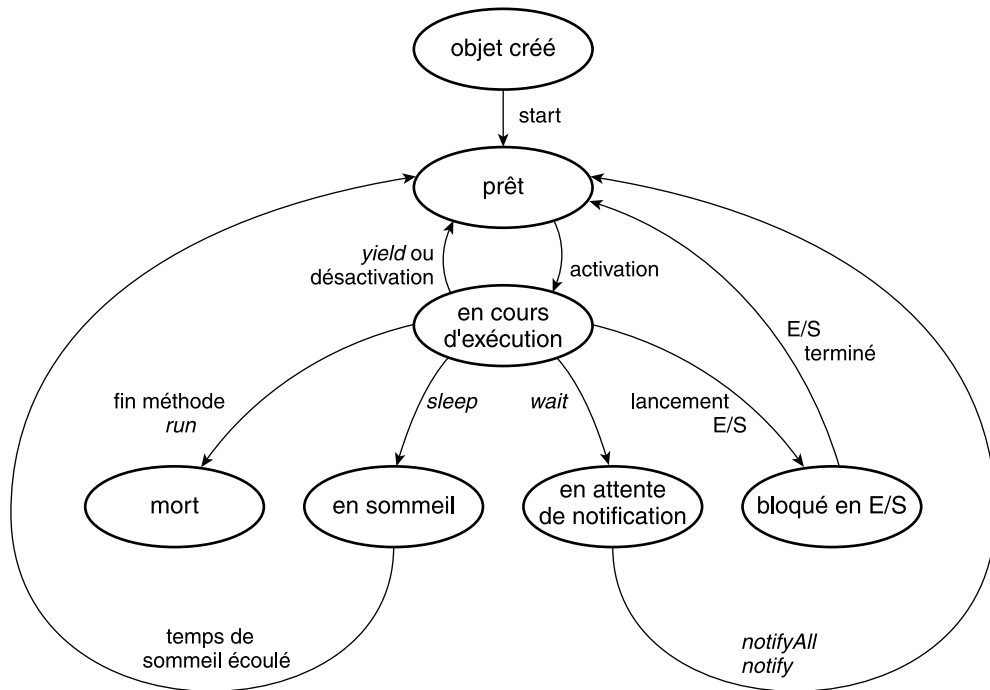 objet créé
start
prêt
yield ou
désactivation
activation
en cours
d'exécution
E/S
terminé
fin méthode
run
sleep
wait
lancement
E/S
mort
en sommeil
en attente
de notification
bloqué en E/S
temps de
sommeil écoulé
notifyAll
notify